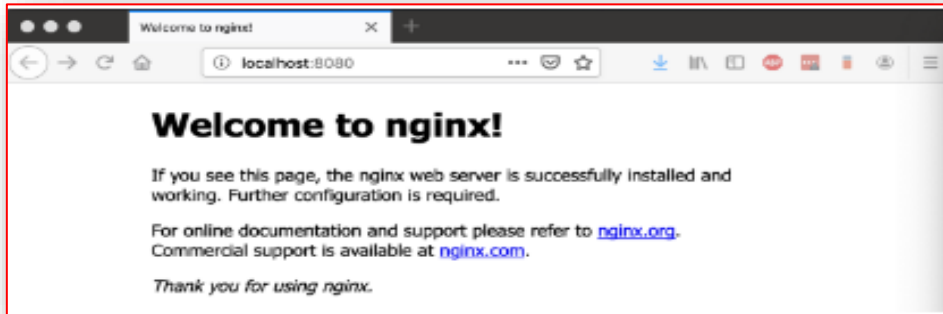 Welcome to nginx!
localhost:8080
Welcome to nginx!
If you see this page, the nginx web server is successfully installed and
working. Further configuration is required.
For online documentation and support please refer to nginx.org.
Commercial support is available at nginx.com.
Thank you for using nginx.